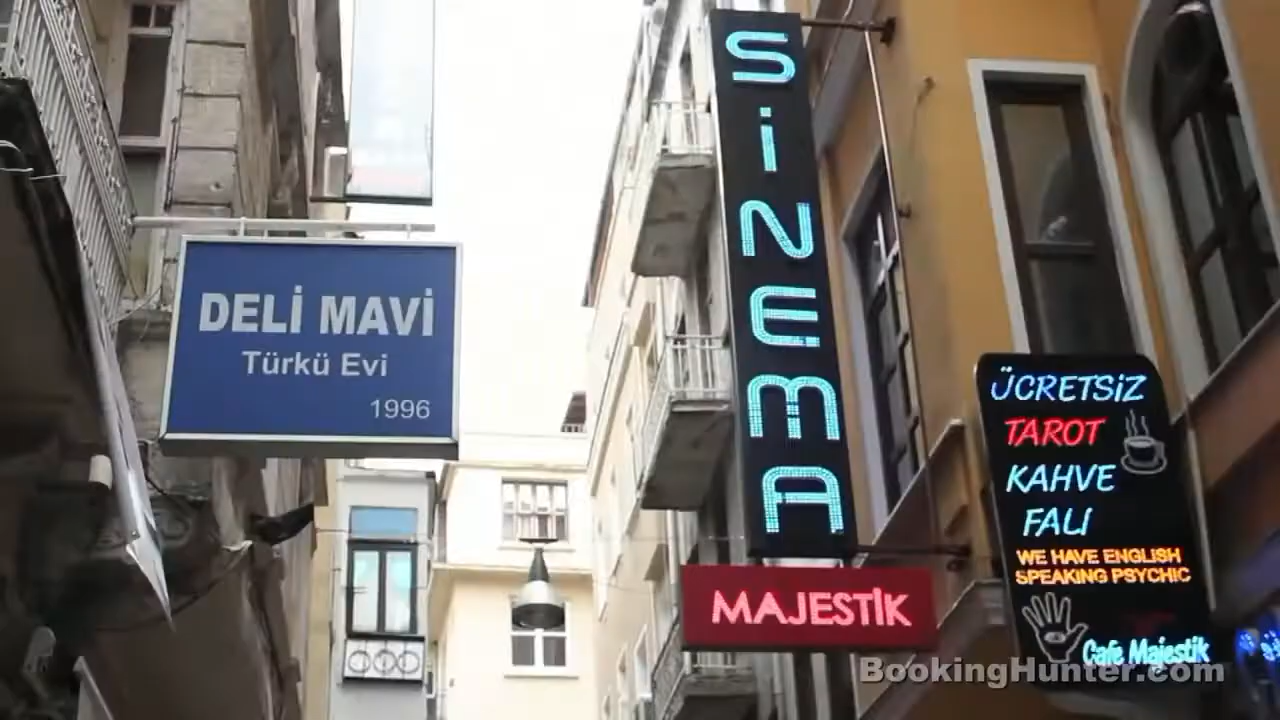 DELİ MAVİ
Türkü Evi
1996
SİNEMA
MAJESTİK
ÜCRETSİZ
TAROT
KAHVE
FALI
WE HAVE ENGLISH
SPEAKING PSYCHIC
Cafe Majestik
BookingHunter.com